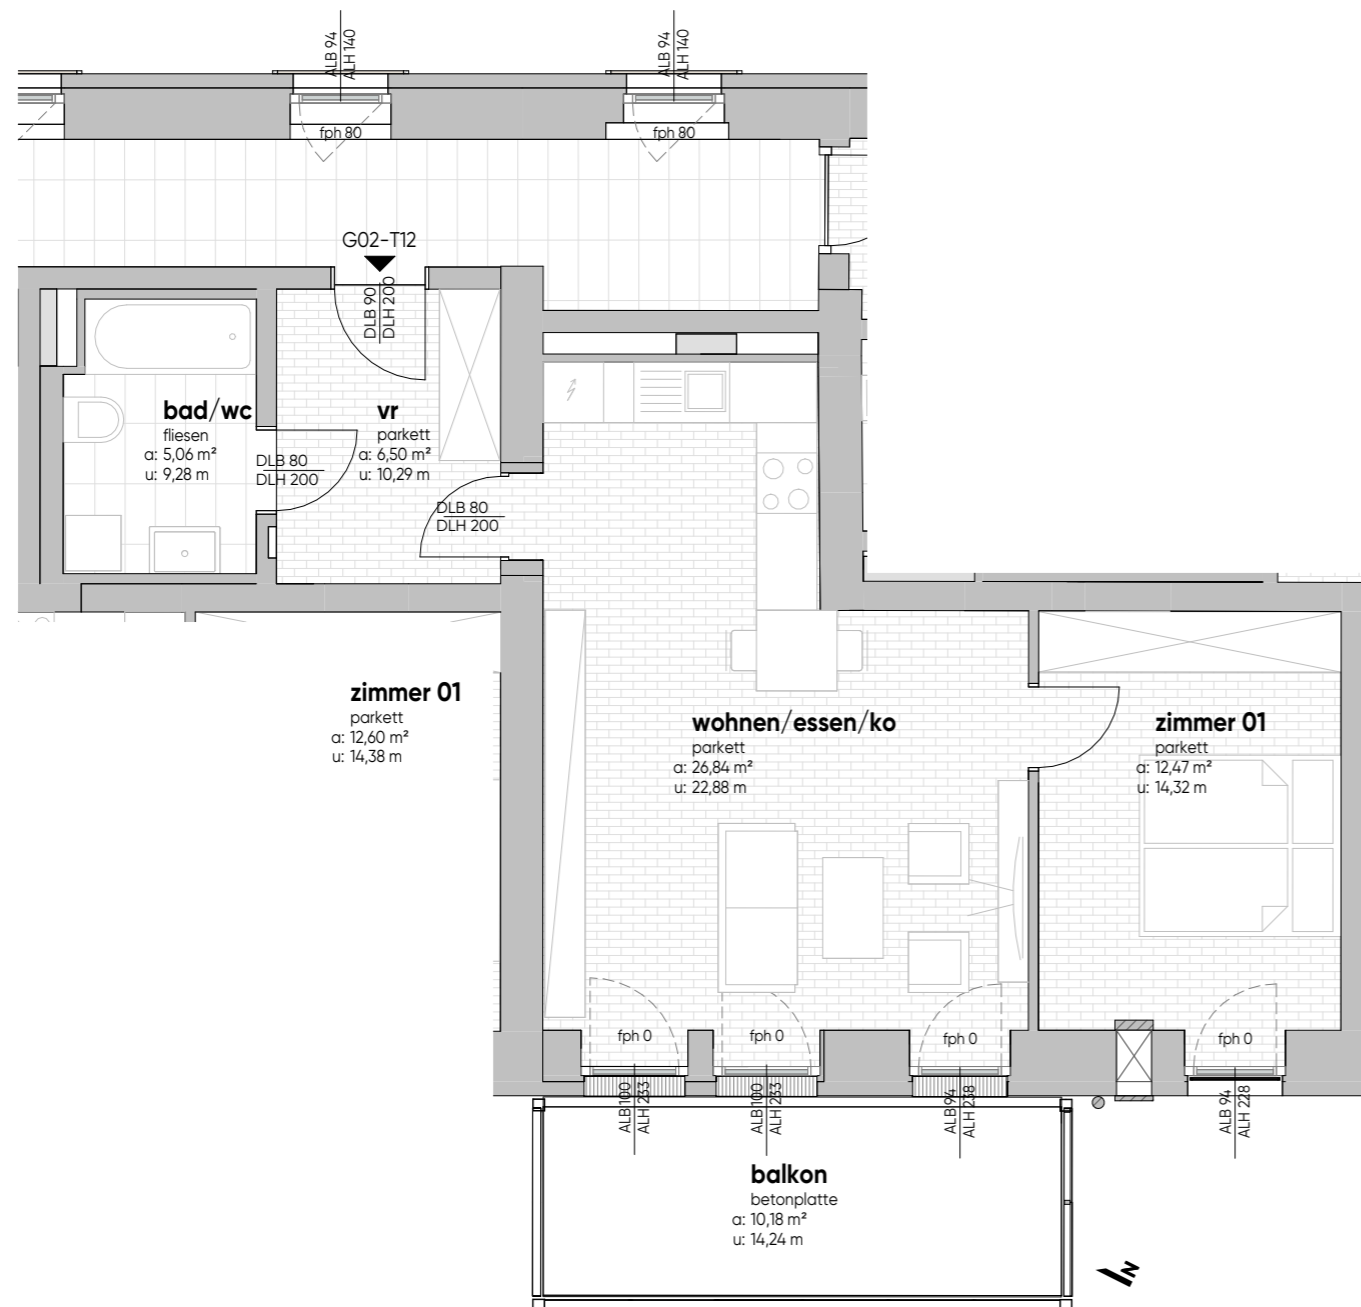 ALB 94
ALH 140
ALB 94
ALH 140
fph 80
fph 80
G02-T12
DLB 90
DLH 200
bad/wc
fliesen
a: 5,06 m²
u: 9,28 m
vr
parkett
a: 6,50 m²
u: 10,29 m
DLB 80
DLH 200
DLB 80
DLH 200
zimmer 01
parkett
a: 12,60 m²
u: 14,38 m
wohnen/essen/ko
parkett
a: 26,84 m²
u: 22,88 m
zimmer 01
parkett
a: 12,47 m²
u: 14,32 m
fph 0
fph 0
fph 0
fph 0
ALB 100
ALH 233
ALB 100
ALH 233
ALB 94
ALH 238
ALB 94
ALH 228
balkon
betonplatte
a: 10,18 m²
u: 14,24 m
N